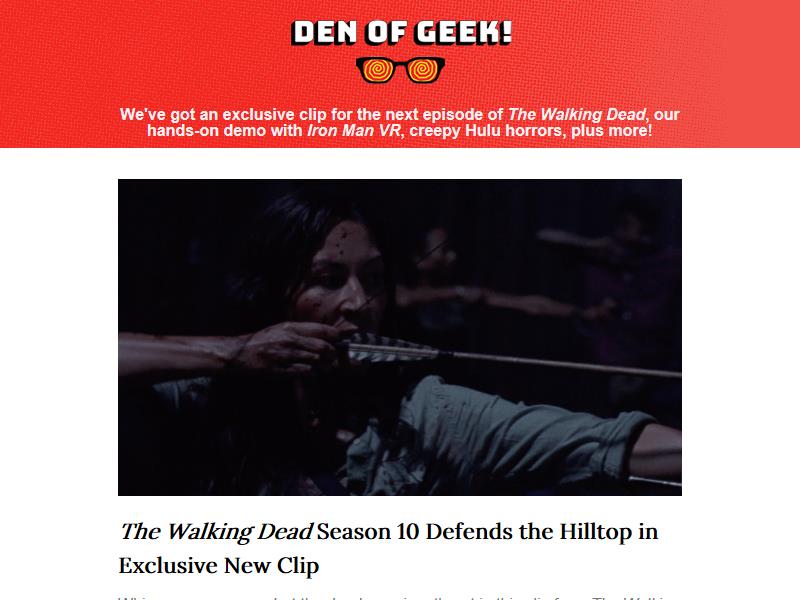 DEN OF GEEK!
We've got an exclusive clip for the next episode of The Walking Dead, our
hands-on demo with Iron Man VR, creepy Hulu horrors, plus more!
The Walking Dead Season 10 Defends the Hilltop in
Exclusive New Clip